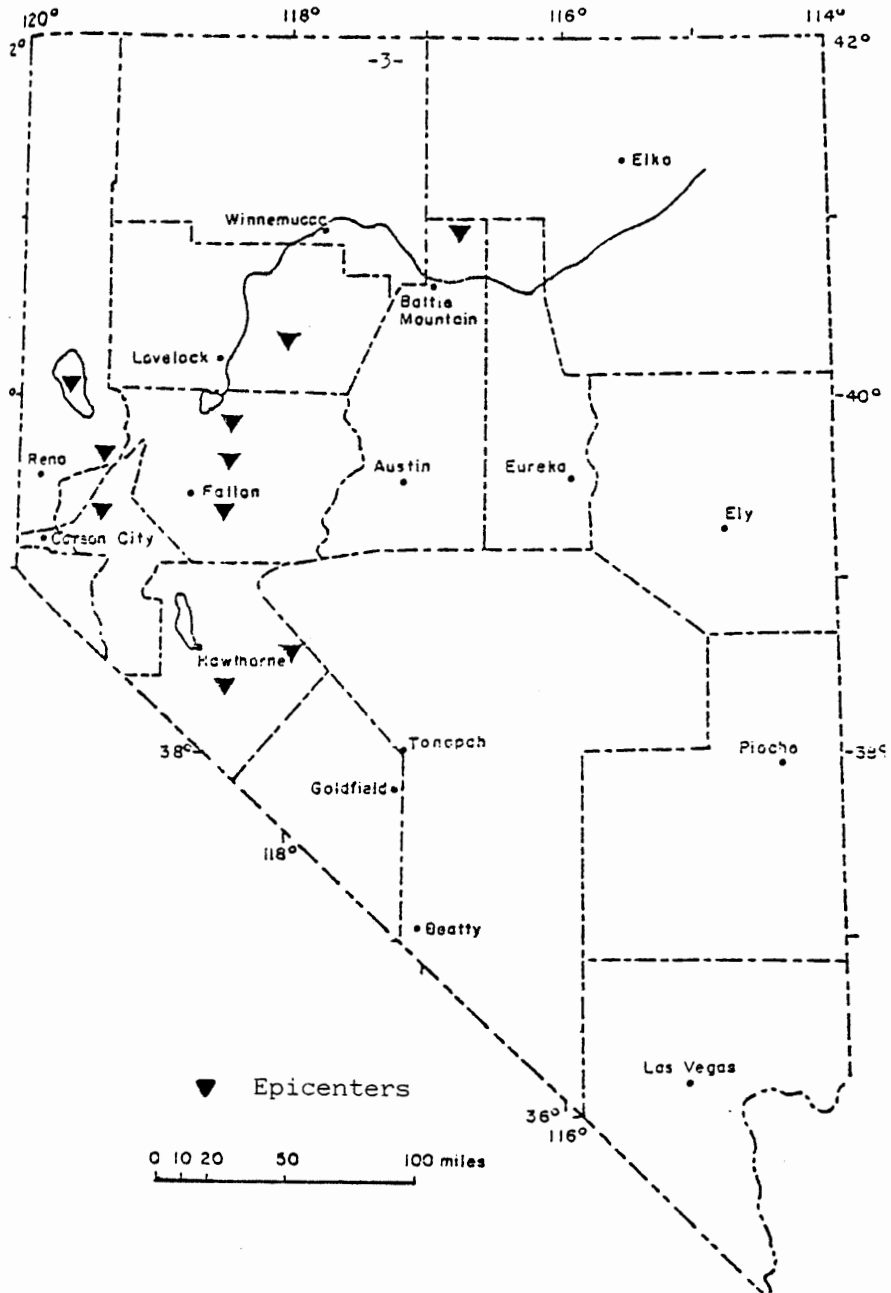 120° 118° 116° 114°
2° 42°
-3-
Elko
Winnemucca
Battle
Mountain
Lovelock
° 40°
Reno
Austin
Eureka
Fallon
Ely
Carson City
Hawthorne
38°
Tonopah
Pioche
38°
Goldfield
118°
Beatty
Las Vegas
Epicenters
36°
116°
0 10 20 50 100 miles